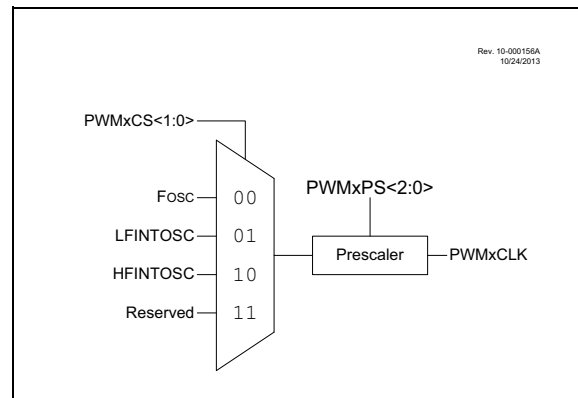 Rev. 10-000156A
10/24/2013
PWMxCS<1:0>
PWMxPS<2:0>
FOSC 00
LFINTOSC 01
HFINTOSC 10
Reserved 11
Prescaler
PWMxCLK